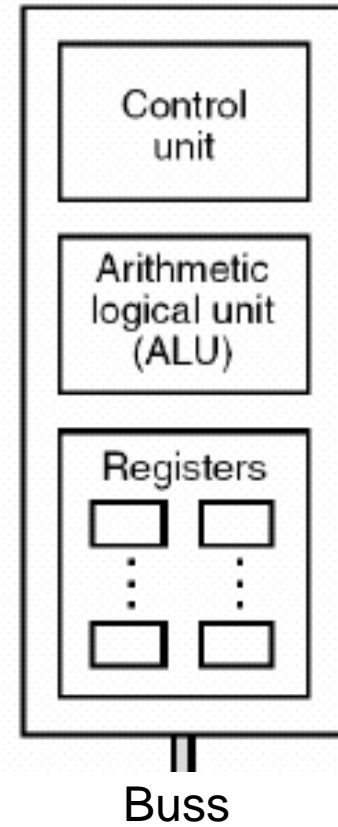 Control
unit
Arithmetic
logical unit
(ALU)
Registers
Buss